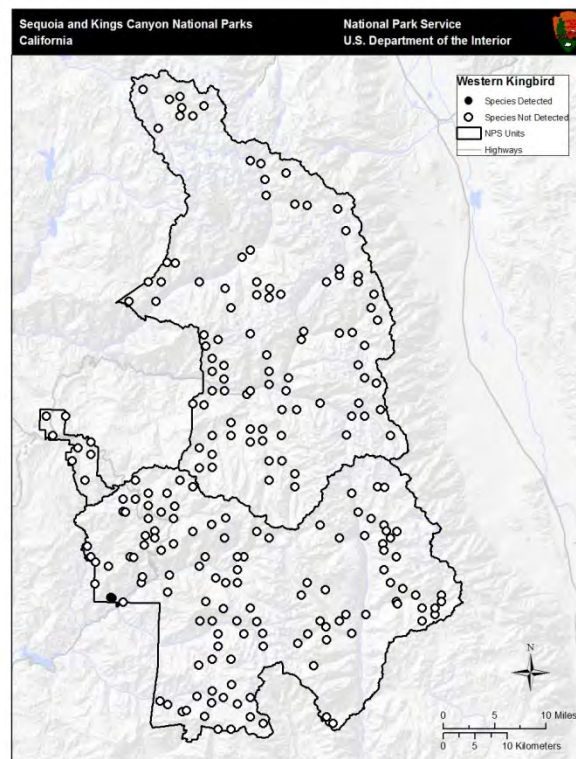 Sequoia and Kings Canyon National Parks
California
National Park Service
U.S. Department of the Interior
Western Kingbird
Species Detected
Species Not Detected
NPS Units
Highways
N
0 5 10 Miles
0 5 10 Kilometers